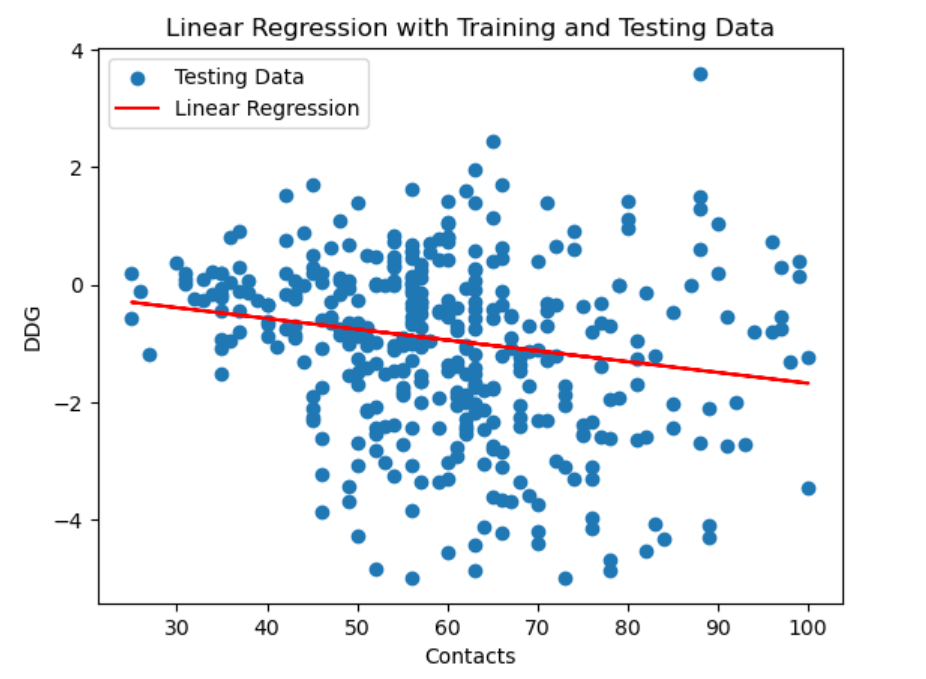 Linear Regression with Training and Testing Data
4
Testing Data
Linear Regression
2
0
−2
−4
DDG
30 40 50 60 70 80 90 100
Contacts